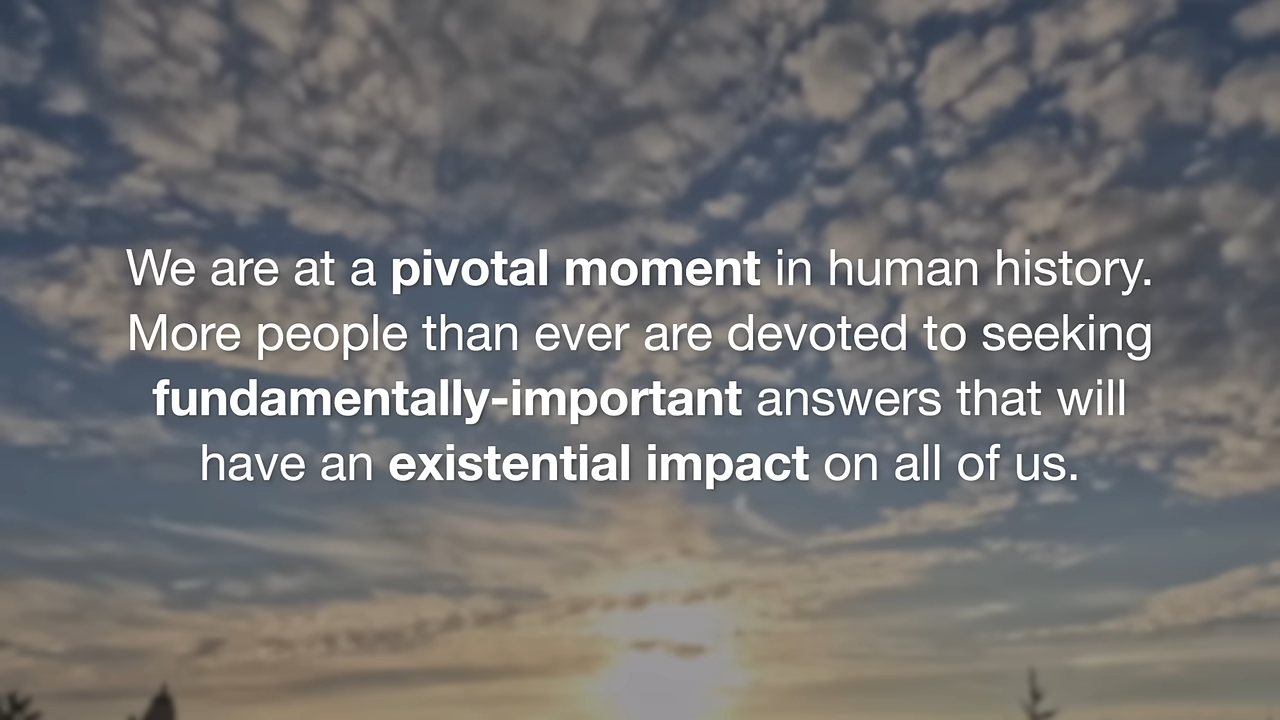 We are at a pivotal moment in human history.
More people than ever are devoted to seeking
fundamentally-important answers that will
have an existential impact on all of us.